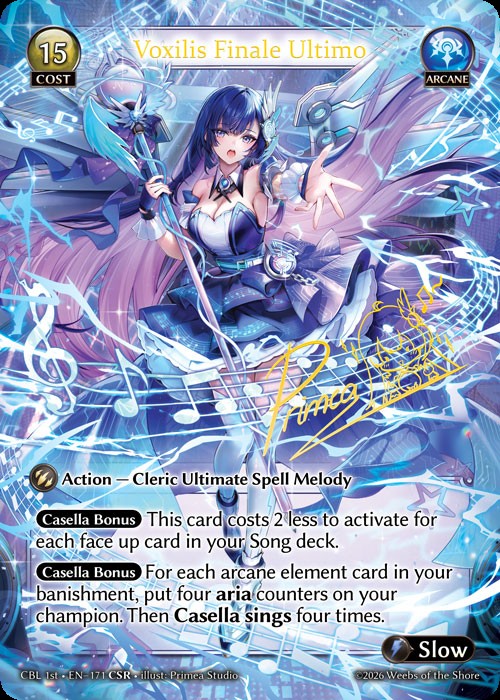 15
COST
Voxilis Finale Ultimo
ARCANE
Primea
Action — Cleric Ultimate Spell Melody
Casella Bonus This card costs 2 less to activate for
each face up card in your Song deck.
Casella Bonus For each arcane element card in your
banishment, put four aria counters on your
champion. Then Casella sings four times.
Slow
CBL 1st • EN-171 CSR • illust: Primea Studio
©2026 Weebs of the Shore